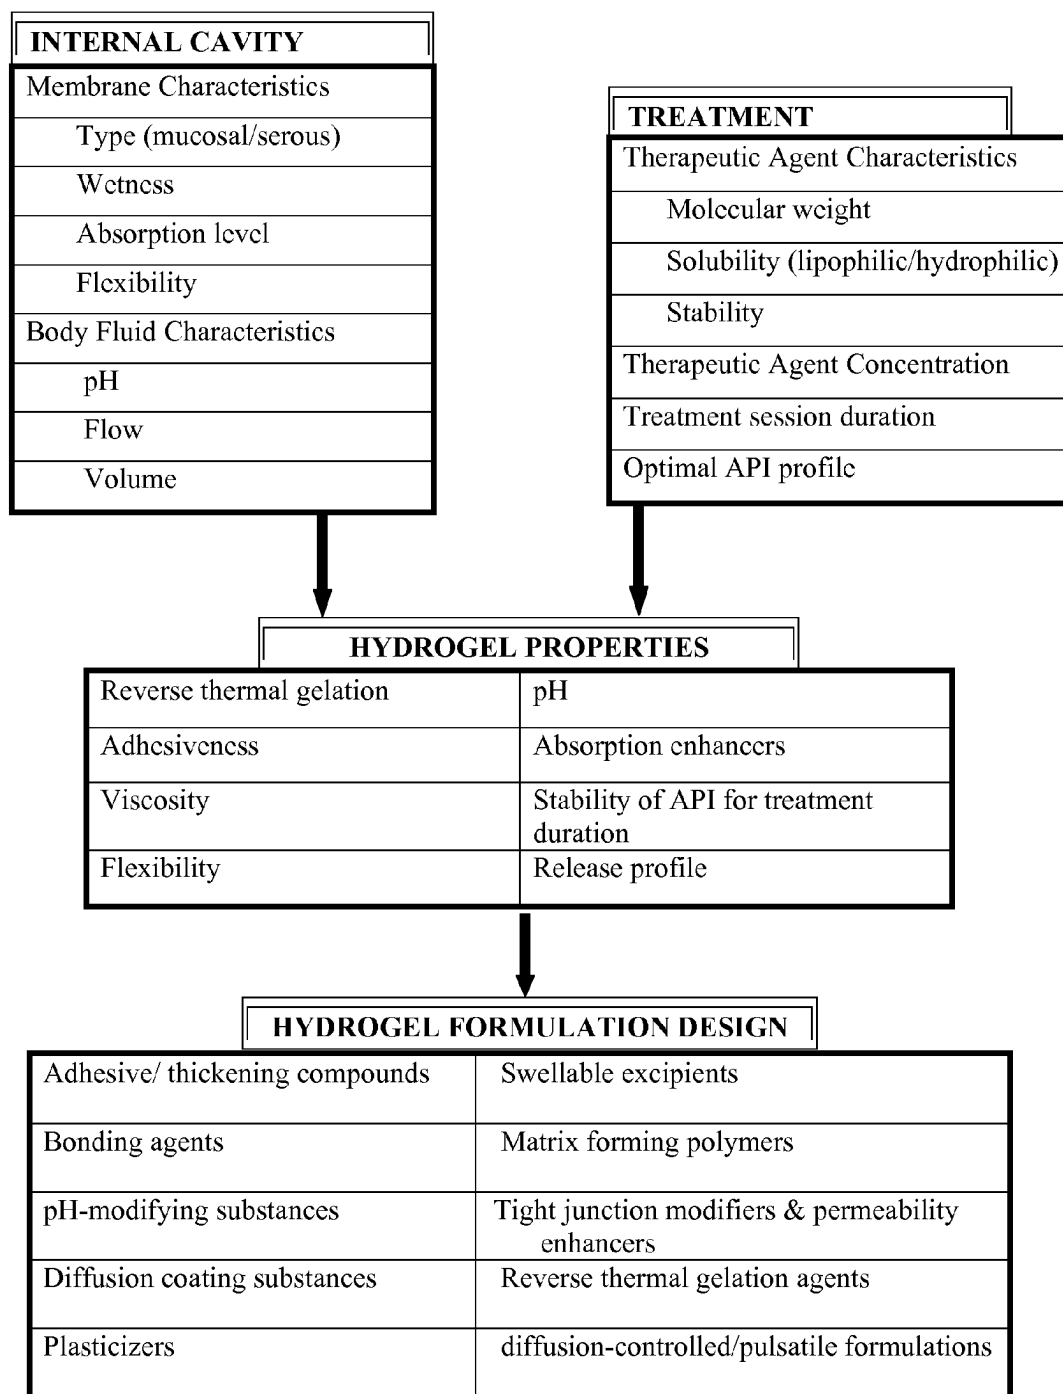 INTERNAL CAVITY
Membrane Characteristics
Type (mucosal/serous)
Wetness
Absorption level
Flexibility
Body Fluid Characteristics
pH
Flow
Volume
TREATMENT
Therapeutic Agent Characteristics
Molecular weight
Solubility (lipophilic/hydrophilic)
Stability
Therapeutic Agent Concentration
Treatment session duration
Optimal API profile
HYDROGEL PROPERTIES
Reverse thermal gelation
pH
Adhesiveness
Absorption enhancers
Viscosity
Stability of API for treatment
duration
Flexibility
Release profile
HYDROGEL FORMULATION DESIGN
Adhesive/ thickening compounds
Swellable excipients
Bonding agents
Matrix forming polymers
pH-modifying substances
Tight junction modifiers & permeability
enhancers
Diffusion coating substances
Reverse thermal gelation agents
Plasticizers
diffusion-controlled/pulsatile formulations